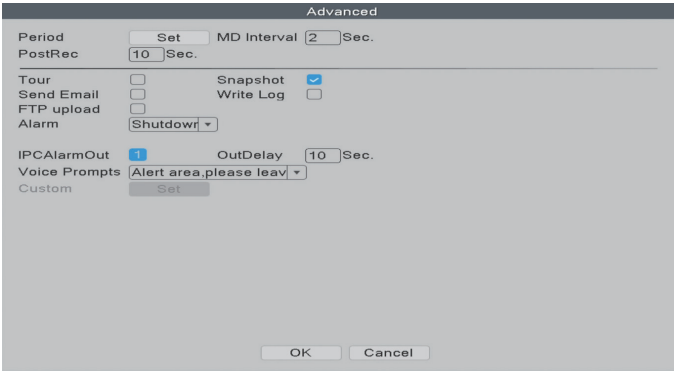 Advanced
Period Set MD Interval 2 Sec.
PostRec 10 Sec.
Tour Snapshot
Send Email Write Log
FTP upload
Alarm Shutdowr
IPCAlarmOut 1 OutDelay 10 Sec.
Voice Prompts Alert area,please leav
Custom Set
OK Cancel